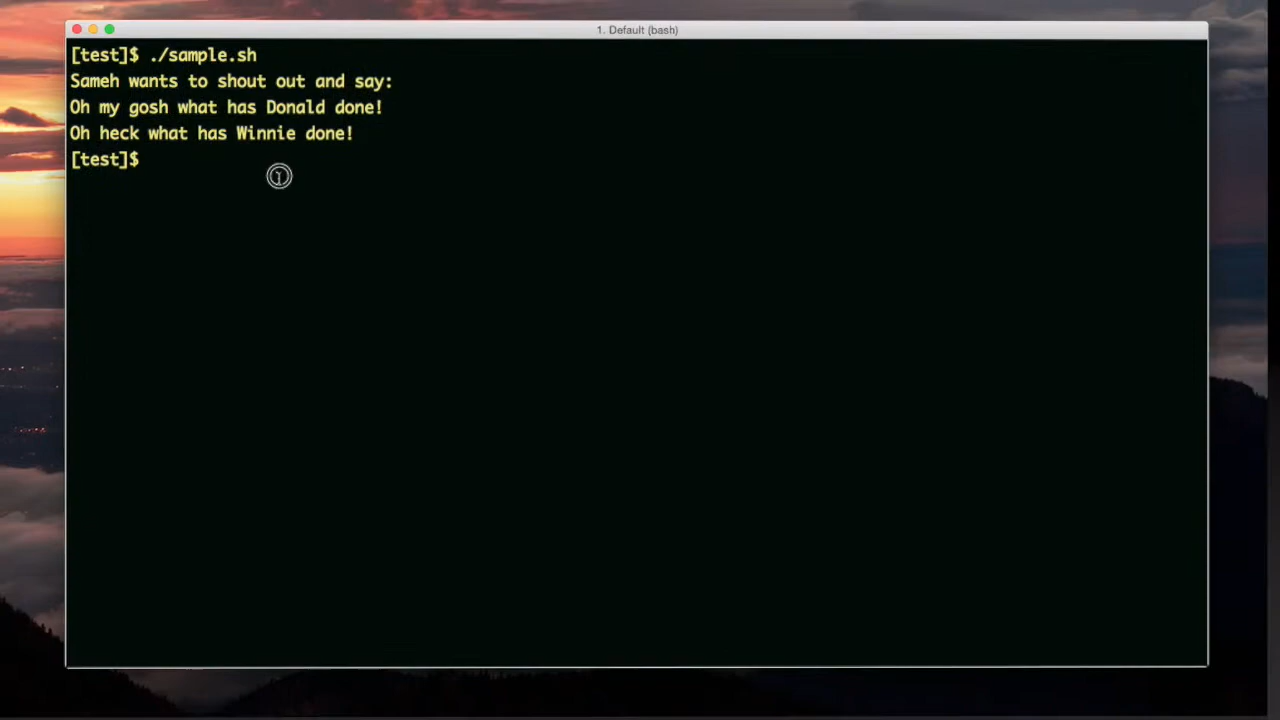 1. Default (bash)
[test]$ ./sample.sh
Sameh wants to shout out and say:
Oh my gosh what has Donald done!
Oh heck what has Winnie done!
[test]$